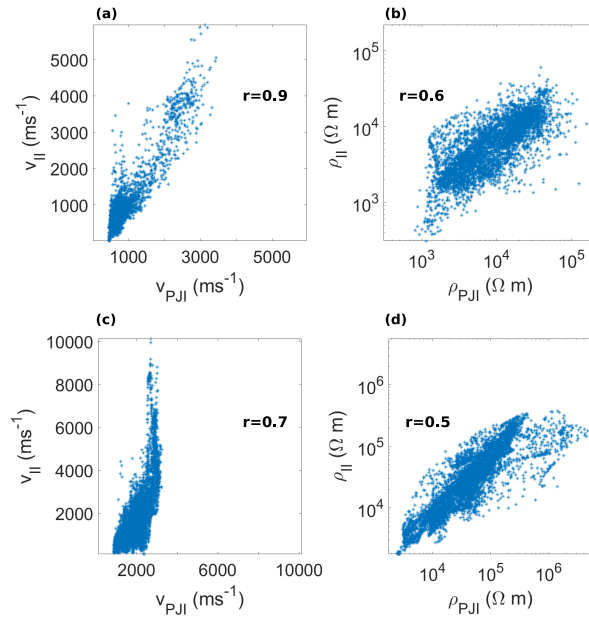 (a)
5000
4000
3000
2000
1000
v_II (ms^-1)
r=0.9
1000
3000
5000
v_PJI (ms^-1)
(b)
10^5
10^4
10^3
ρ_II (Ω m)
r=0.6
10^3
10^4
10^5
ρ_PJI (Ω m)
(c)
10000
8000
6000
4000
2000
v_II (ms^-1)
r=0.7
2000
6000
10000
v_PJI (ms^-1)
(d)
10^6
10^5
10^4
ρ_II (Ω m)
r=0.5
10^4
10^5
10^6
ρ_PJI (Ω m)